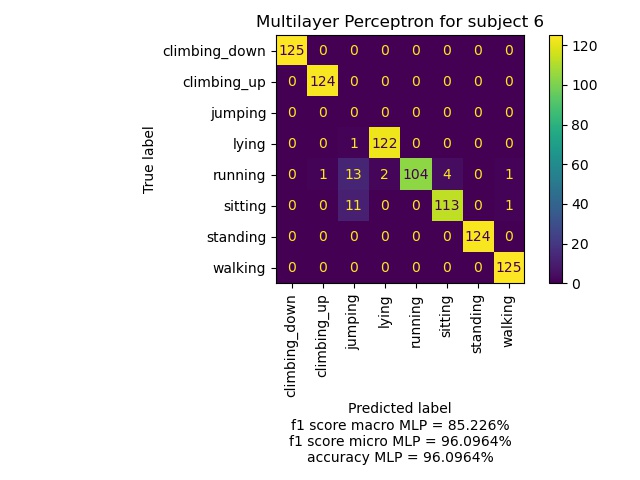 Multilayer Perceptron for subject 6
climbing_down 125 0 0 0 0 0 0 0
climbing_up 0 124 0 0 0 0 0 0
jumping 0 0 0 0 0 0 0 0
lying 0 0 1 122 0 0 0 0
running 0 1 13 2 104 4 0 1
sitting 0 0 11 0 0 113 0 1
standing 0 0 0 0 0 0 124 0
walking 0 0 0 0 0 0 0 125
True label
climbing_down climbing_up jumping lying running sitting standing walking
120
100
80
60
40
20
0
Predicted label
f1 score macro MLP = 85.226%
f1 score micro MLP = 96.0964%
accuracy MLP = 96.0964%